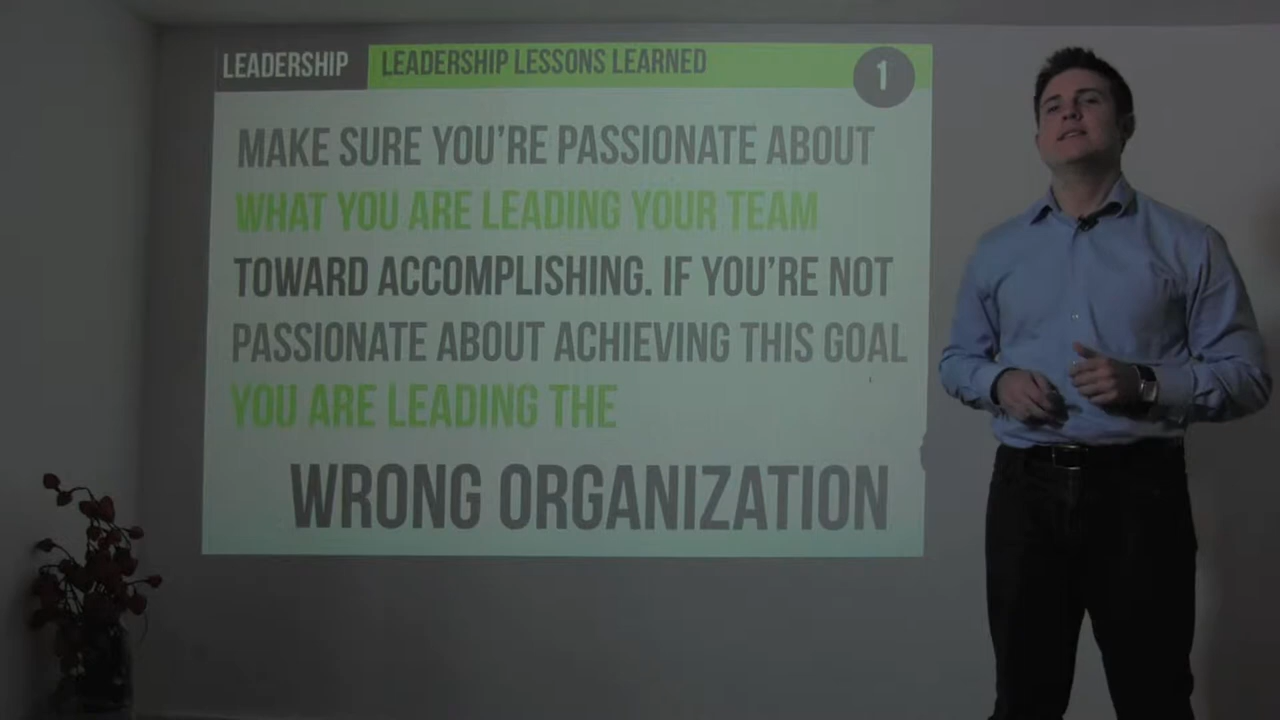 LEADERSHIP
LEADERSHIP LESSONS LEARNED
1
MAKE SURE YOU'RE PASSIONATE ABOUT
WHAT YOU ARE LEADING YOUR TEAM
TOWARD ACCOMPLISHING. IF YOU'RE NOT
PASSIONATE ABOUT ACHIEVING THIS GOAL
YOU ARE LEADING THE
WRONG ORGANIZATION